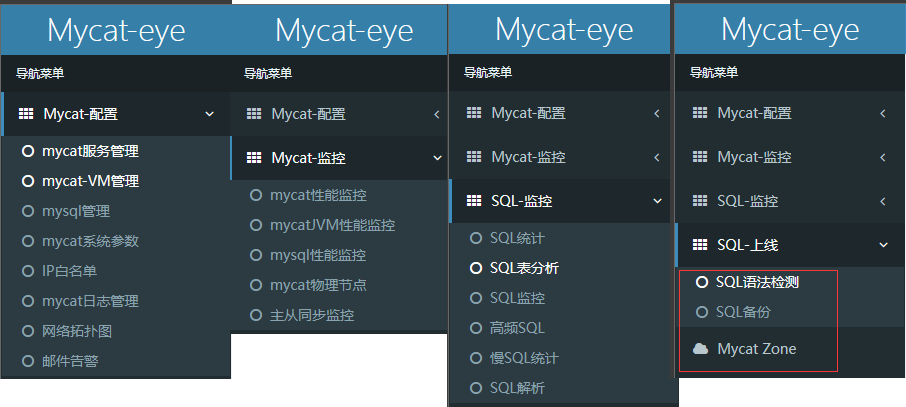 Mycat-eye
导航菜单
Mycat-配置
mycat服务管理
mycat-VM管理
mysql管理
mycat系统参数
IP白名单
mycat日志管理
网络拓扑图
邮件告警
Mycat-eye
导航菜单
Mycat-配置
Mycat-监控
mycat性能监控
mycatJVM性能监控
mysql性能监控
mycat物理节点
主从同步监控
Mycat-eye
导航菜单
Mycat-配置
Mycat-监控
SQL-监控
SQL统计
SQL表分析
SQL监控
高频SQL
慢SQL统计
SQL解析
Mycat-eye
导航菜单
Mycat-配置
Mycat-监控
SQL-监控
SQL-上线
SQL语法检测
SQL备份
Mycat Zone